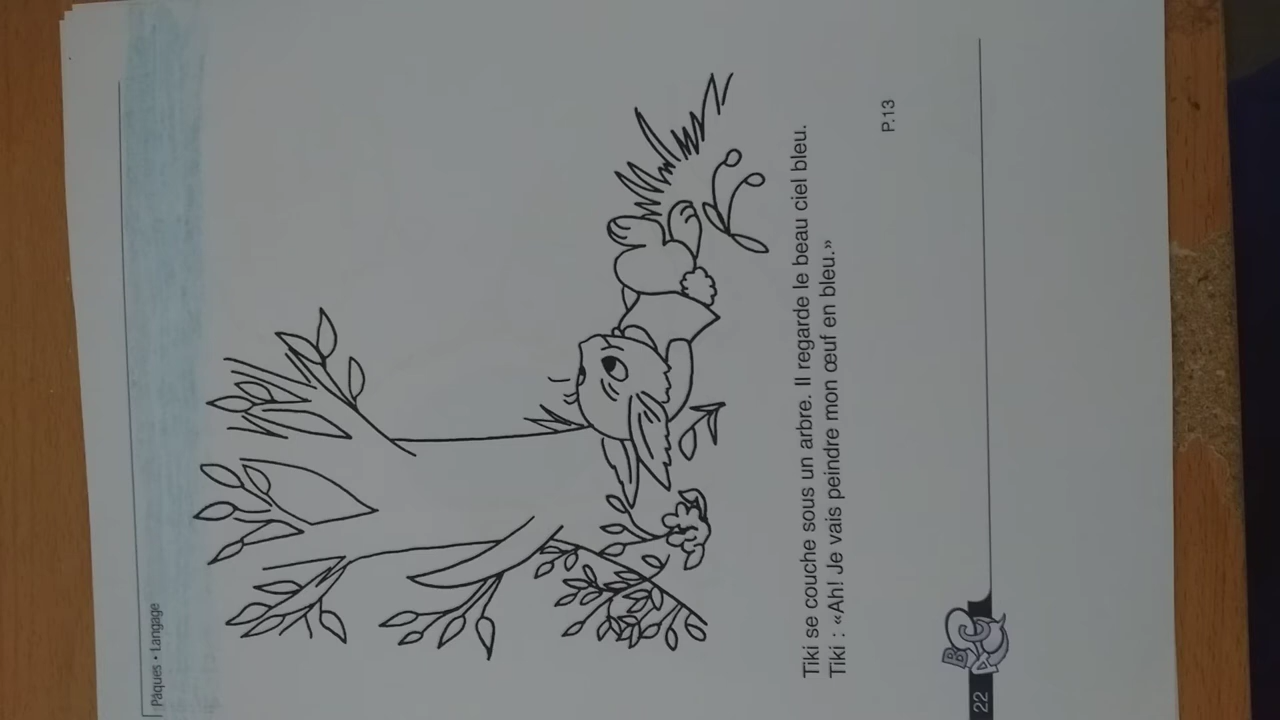 Pâques • Langage
Tiki se couche sous un arbre. Il regarde le beau ciel bleu.
Tiki : «Ah! Je vais peindre mon œuf en bleu.»
P.13
22